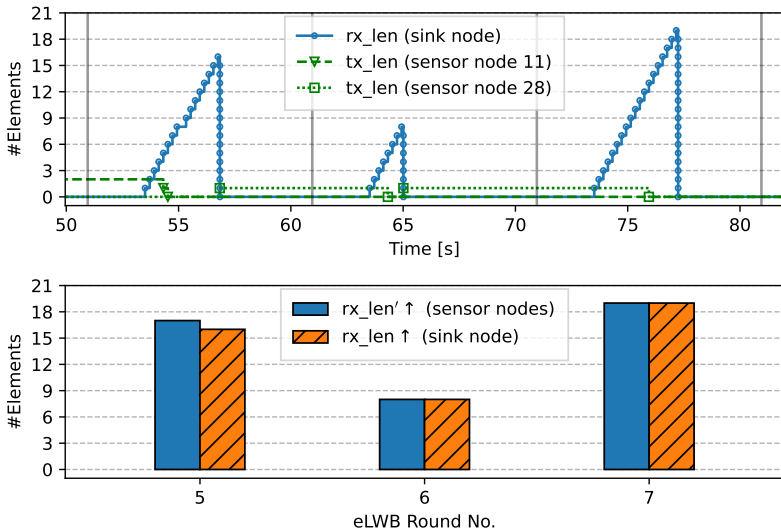 21
18
15
12
9
6
3
0
#Elements
rx_len (sink node)
tx_len (sensor node 11)
tx_len (sensor node 28)
50 55 60 65 70 75 80
Time [s]
21
18
15
12
9
6
3
0
#Elements
rx_len′ ↑ (sensor nodes)
rx_len ↑ (sink node)
5 6 7
eLWB Round No.